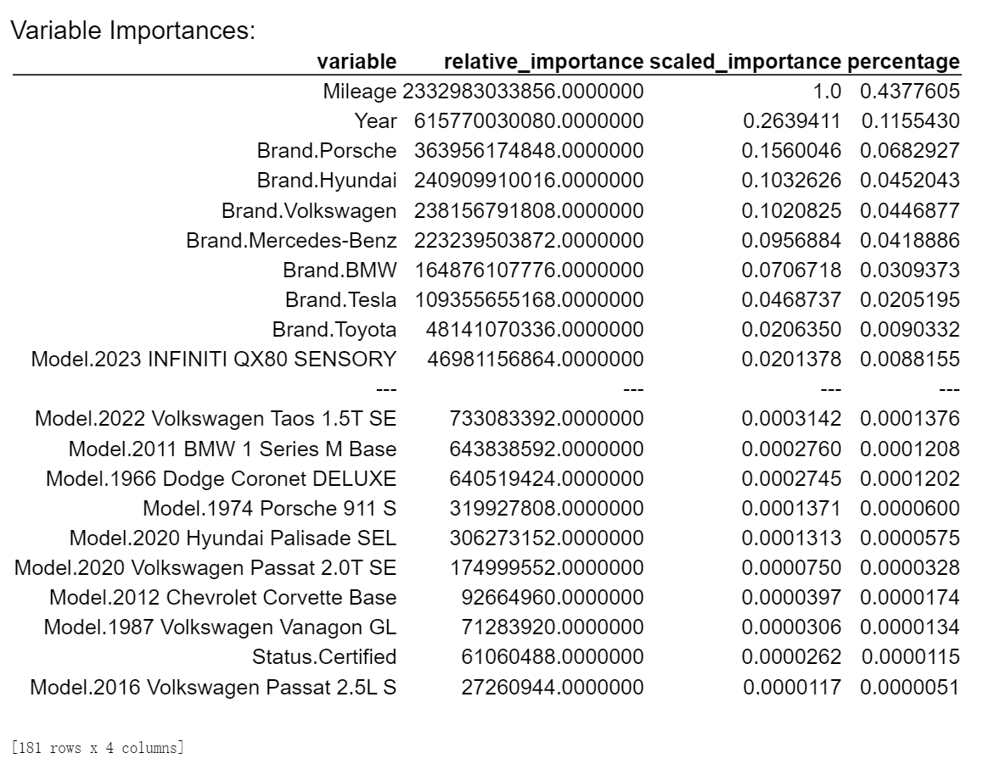 Variable Importances:
variable relative_importance scaled_importance percentage
Mileage 2332983033856.0000000 1.0 0.4377605
Year 615770030080.0000000 0.2639411 0.1155430
Brand.Porsche 363956174848.0000000 0.1560046 0.0682927
Brand.Hyundai 240909910016.0000000 0.1032626 0.0452043
Brand.Volkswagen 238156791808.0000000 0.1020825 0.0446877
Brand.Mercedes-Benz 223239503872.0000000 0.0956884 0.0418886
Brand.BMW 164876107776.0000000 0.0706718 0.0309373
Brand.Tesla 109355655168.0000000 0.0468737 0.0205195
Brand.Toyota 48141070336.0000000 0.0206350 0.0090332
Model.2023 INFINITI QX80 SENSORY 46981156864.0000000 0.0201378 0.0088155
--- --- --- ---
Model.2022 Volkswagen Taos 1.5T SE 733083392.0000000 0.0003142 0.0001376
Model.2011 BMW 1 Series M Base 643838592.0000000 0.0002760 0.0001208
Model.1966 Dodge Coronet DELUXE 640519424.0000000 0.0002745 0.0001202
Model.1974 Porsche 911 S 319927808.0000000 0.0001371 0.0000600
Model.2020 Hyundai Palisade SEL 306273152.0000000 0.0001313 0.0000575
Model.2020 Volkswagen Passat 2.0T SE 174999552.0000000 0.0000750 0.0000328
Model.2012 Chevrolet Corvette Base 92664960.0000000 0.0000397 0.0000174
Model.1987 Volkswagen Vanagon GL 71283920.0000000 0.0000306 0.0000134
Status.Certified 61060488.0000000 0.0000262 0.0000115
Model.2016 Volkswagen Passat 2.5L S 27260944.0000000 0.0000117 0.0000051
[181 rows x 4 columns]